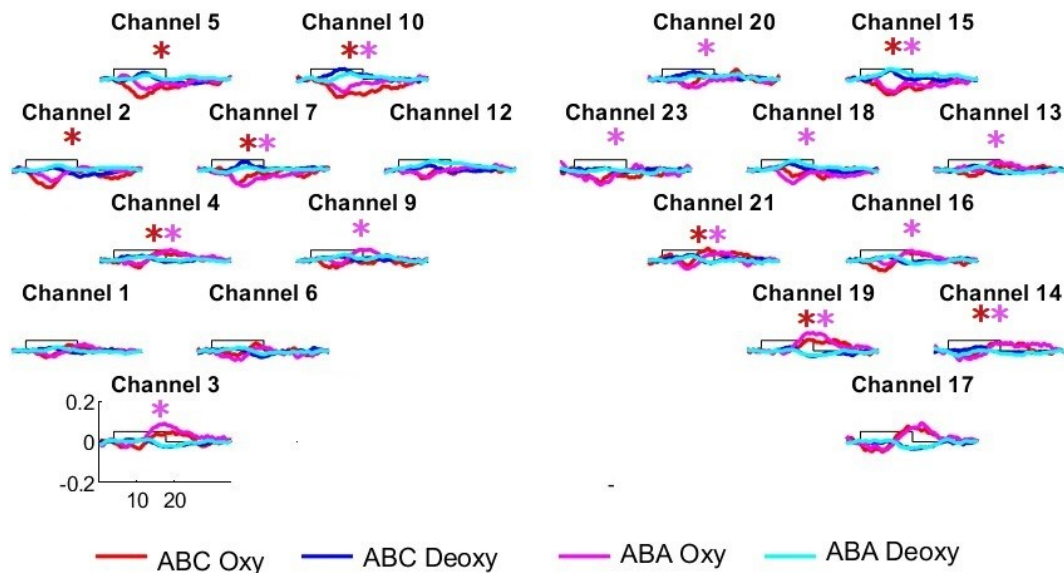 Channel 5 Channel 10 Channel 20 Channel 15
* ** * **
Channel 2 Channel 7 Channel 12 Channel 23 Channel 18 Channel 13
* ** * * *
Channel 4 Channel 9 Channel 21 Channel 16
** * ** *
Channel 1 Channel 6 Channel 19 Channel 14
** **
Channel 3 Channel 17
0.2 *
0
-0.2
10 20
ABC Oxy ABC Deoxy ABA Oxy ABA Deoxy